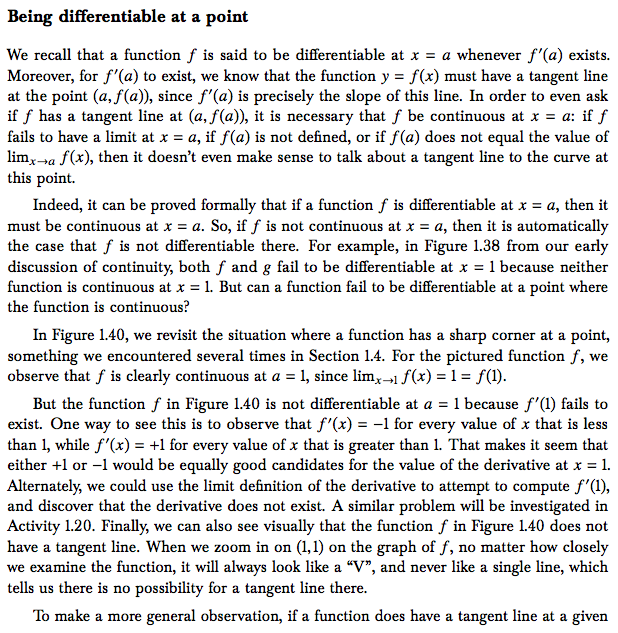 Being differentiable at a point
We recall that a function f is said to be differentiable at x = a whenever f′(a) exists.
Moreover, for f′(a) to exist, we know that the function y = f(x) must have a tangent line
at the point (a, f(a)), since f′(a) is precisely the slope of this line. In order to even ask
if f has a tangent line at (a, f(a)), it is necessary that f be continuous at x = a: if f
fails to have a limit at x = a, if f(a) is not defined, or if f(a) does not equal the value of
limₓ→ₐ f(x), then it doesn't even make sense to talk about a tangent line to the curve at
this point.
Indeed, it can be proved formally that if a function f is differentiable at x = a, then it
must be continuous at x = a. So, if f is not continuous at x = a, then it is automatically
the case that f is not differentiable there. For example, in Figure 1.38 from our early
discussion of continuity, both f and g fail to be differentiable at x = 1 because neither
function is continuous at x = 1. But can a function fail to be differentiable at a point where
the function is continuous?
In Figure 1.40, we revisit the situation where a function has a sharp corner at a point,
something we encountered several times in Section 1.4. For the pictured function f, we
observe that f is clearly continuous at a = 1, since limₓ→₁ f(x) = 1 = f(1).
But the function f in Figure 1.40 is not differentiable at a = 1 because f′(1) fails to
exist. One way to see this is to observe that f′(x) = −1 for every value of x that is less
than 1, while f′(x) = +1 for every value of x that is greater than 1. That makes it seem that
either +1 or −1 would be equally good candidates for the value of the derivative at x = 1.
Alternately, we could use the limit definition of the derivative to attempt to compute f′(1),
and discover that the derivative does not exist. A similar problem will be investigated in
Activity 1.20. Finally, we can also see visually that the function f in Figure 1.40 does not
have a tangent line. When we zoom in on (1, 1) on the graph of f, no matter how closely
we examine the function, it will always look like a “V”, and never like a single line, which
tells us there is no possibility for a tangent line there.
To make a more general observation, if a function does have a tangent line at a given